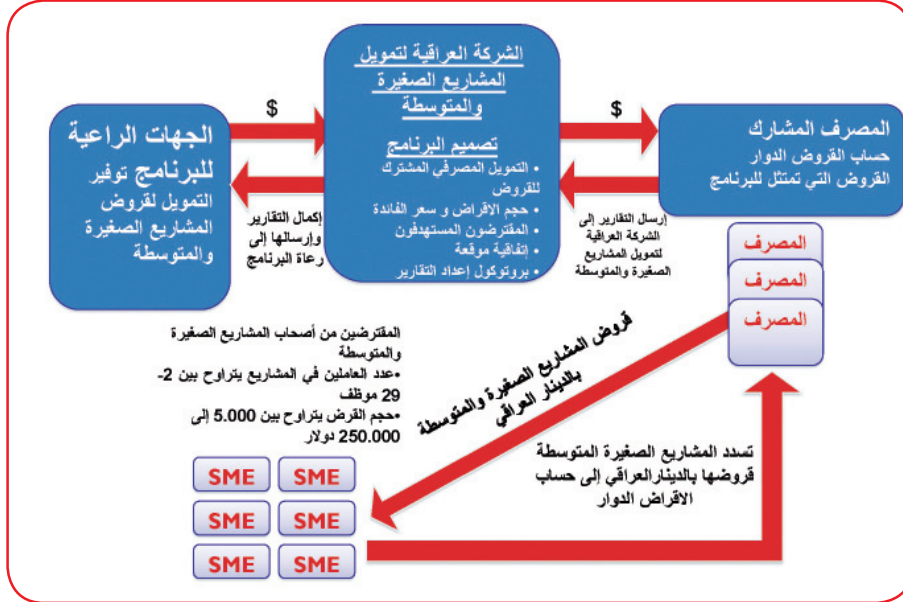 الشركة العراقية لتمويل
المشاريع الصغيرة
والمتوسطة
تصميم البرنامج
• التمويل المصرفي المشترك
للقروض
• حجم الاقراض و سعر الفائدة
• المقترضون المستهدفون
• إتفاقية موقعة
• بروتوكول إعداد التقارير
$
$
المصرف المشارك
حساب القروض الدوار
القروض التي تمتثل للبرنامج
الجهات الراعية
للبرنامج توفير
التمويل لقروض
المشاريع الصغيرة
والمتوسطة
إرسال التقارير إلى
الشركة العراقية
لتمويل المشاريع
الصغيرة والمتوسطة
إكمال التقارير
وإرسالها إلى
رعاة البرنامج
المصرف
المصرف
المصرف
قروض المشاريع الصغيرة والمتوسطة
بالدينار العراقي
المقترضين من أصحاب المشاريع الصغيرة
والمتوسطة
•عدد العاملين في المشاريع يتراوح بين 2-
29 موظف
•حجم القرض يتراوح بين 5.000 إلى
250.000 دولار
تسدد المشاريع الصغيرة المتوسطة
قروضها بالدينارالعراقي إلى حساب
الاقراض الدوار
SME SME
SME SME
SME SME